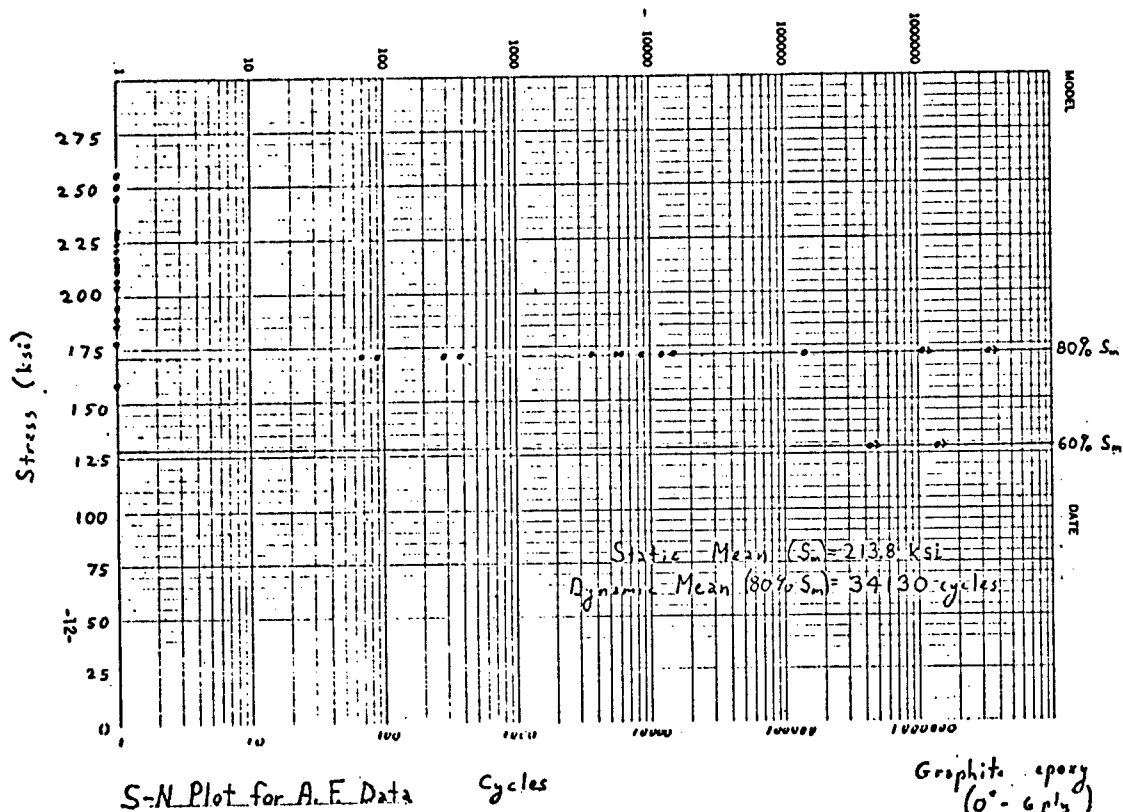 1 10 100 1000 10000 100000 1000000
MODEL
275
250
225
200
175
150
125
100
75
50
25
0
Stress (ksi)
80% Sm
60% Sm
DATE
Static Mean (Sm)=213.8 ksi
Dynamic Mean (80% Sm)= 34130 cycles
-12-
1 10 100 1000 10000 100000 1000000
S-N Plot for A.F. Data
Cycles
Graphite epoxy
(0°- 6 ply)